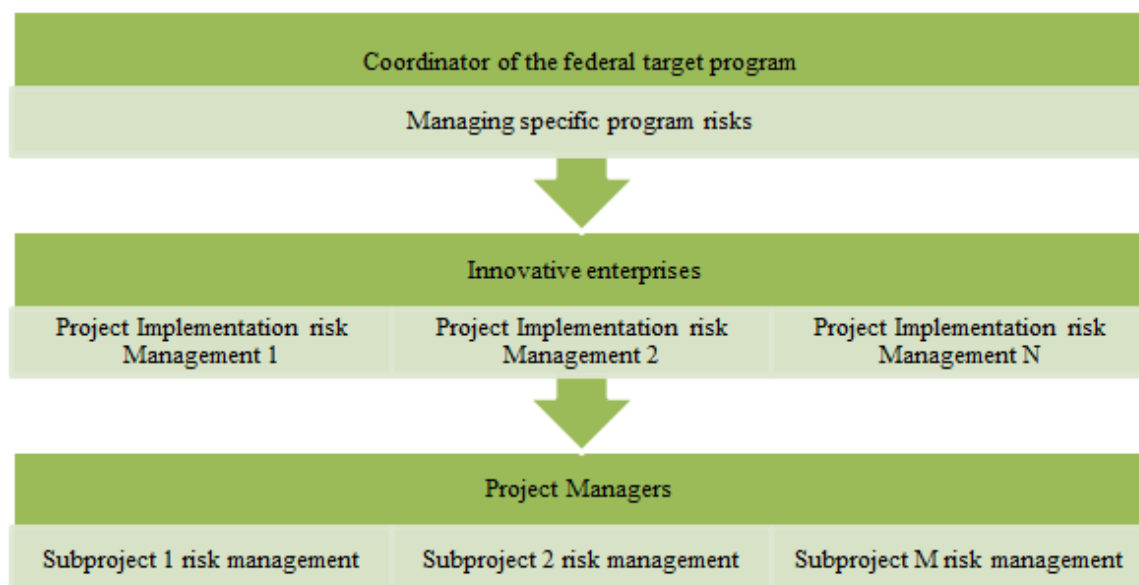 Coordinator of the federal target program
Managing specific program risks
Innovative enterprises
Project Implementation risk
Management 1
Project Implementation risk
Management 2
Project Implementation risk
Management N
Project Managers
Subproject 1 risk management
Subproject 2 risk management
Subproject M risk management